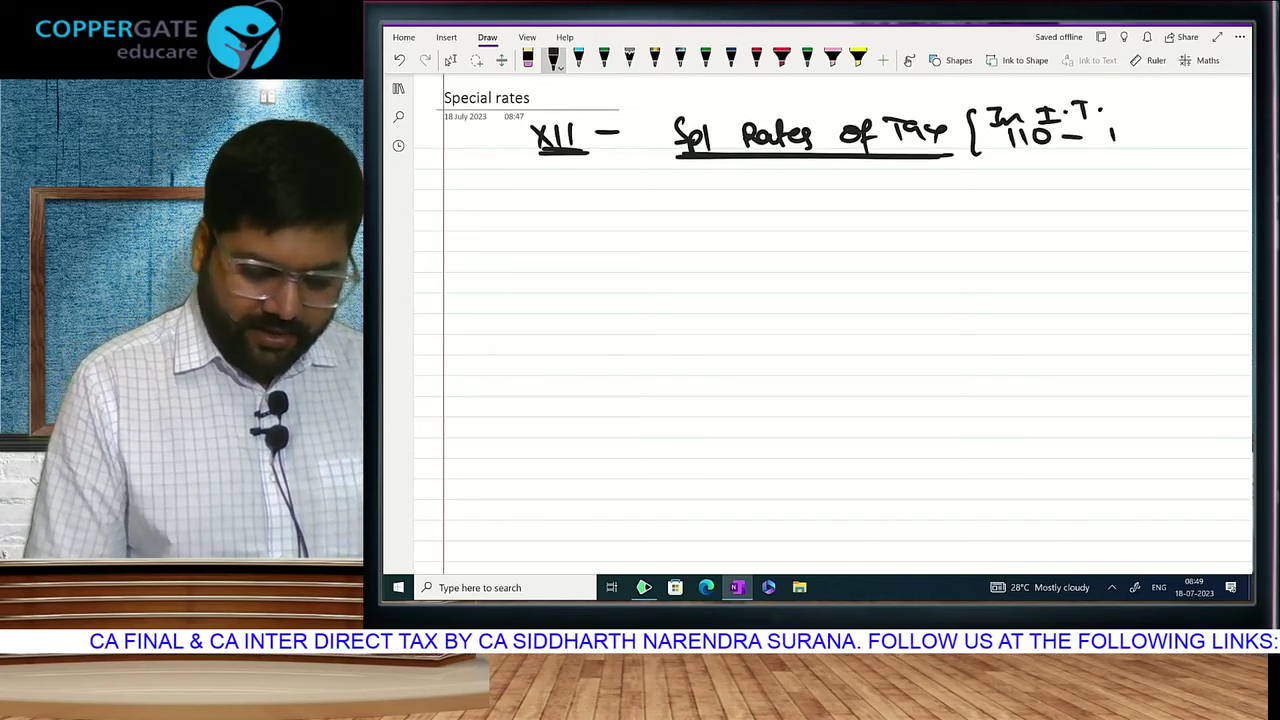 COPPERGATE
educare
Home Insert Draw View Help
Saved offline
Share
Shapes
Ink to Shape
Ink to Text
Ruler
Maths
Special rates
18 July 2023 08:47
XII - Spl Rates of Tax { In I.T.
110 - 1
Type here to search
28°C Mostly cloudy
ENG
08:49
18-07-2023
CA FINAL & CA INTER DIRECT TAX BY CA SIDDHARTH NARENDRA SURANA. FOLLOW US AT THE FOLLOWING LINKS: